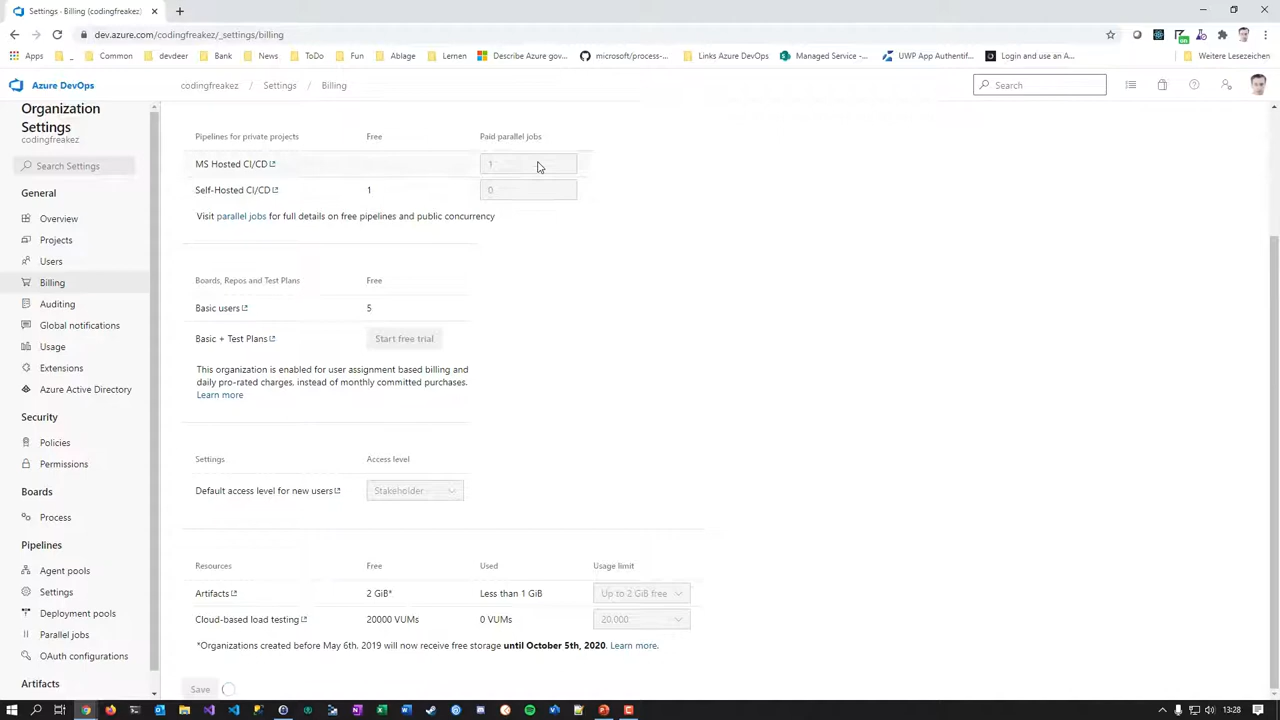 Settings - Billing (codingfreakez)
dev.azure.com/codingfreakez/_settings/billing
Apps
Common
devdeer
Bank
News
ToDo
Fun
Ablage
Lernen
Describe Azure gov...
microsoft/process-...
Links Azure DevOps
Managed Service -...
UWP App Authentif...
Login and use an A...
Weitere Lesezeichen
Azure DevOps
codingfreakez / Settings / Billing
Search
Organization
Settings
codingfreakez
Search Settings
General
Overview
Projects
Users
Billing
Auditing
Global notifications
Usage
Extensions
Azure Active Directory
Security
Policies
Permissions
Boards
Process
Pipelines
Agent pools
Settings
Deployment pools
Parallel jobs
OAuth configurations
Artifacts
Pipelines for private projects Free Paid parallel jobs
MS Hosted CI/CD 1
Self-Hosted CI/CD 1 0
Visit parallel jobs for full details on free pipelines and public concurrency
Boards, Repos and Test Plans Free
Basic users 5
Basic + Test Plans Start free trial
This organization is enabled for user assignment based billing and
daily pro-rated charges, instead of monthly committed purchases.
Learn more
Settings Access level
Default access level for new users Stakeholder
Resources Free Used Usage limit
Artifacts 2 GiB* Less than 1 GiB Up to 2 GiB free
Cloud-based load testing 20000 VUMs 0 VUMs 20.000
*Organizations created before May 6th, 2019 will now receive free storage until October 5th, 2020. Learn more.
Save
13:28